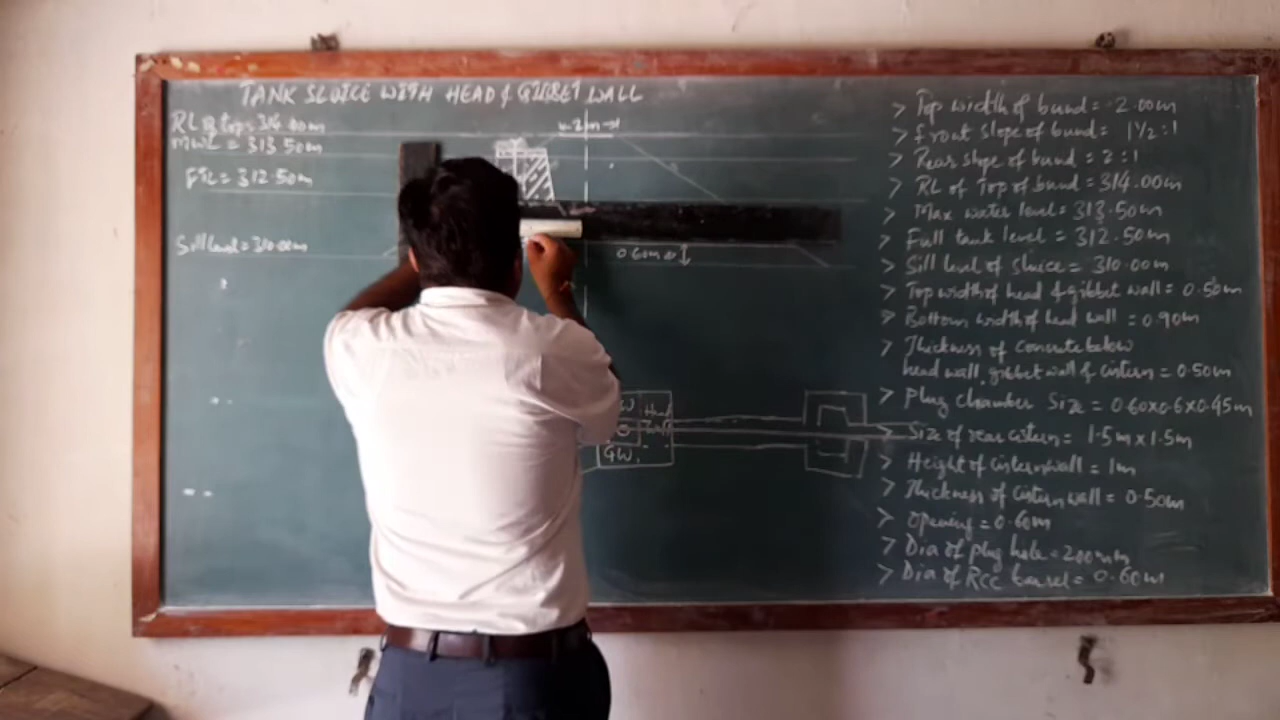 TANK SLUICE WITH HEAD & GIBBET WALL
RL @ top = 314.00m
MWL = 313.50m
FTL = 312.50m
Sill level = 310.00m
2m
0.60m
Head
Wall
GW.
> Top width of bund = 2.00m
> front slope of bund = 1½:1
> Rear slope of bund = 2:1
> RL of Top of bund = 314.00m
> Max water level = 313.50m
> Full tank level = 312.50m
> Sill level of sluice = 310.00m
> Top width of head & gibbet wall = 0.50m
> Bottom width of head wall = 0.90m
> Thickness of concrete below
head wall, gibbet wall & cistern = 0.50m
> Plug chamber Size = 0.60x0.6x0.45m
> Size of rear cistern = 1.5m x 1.5m
> Height of cistern wall = 1m
> Thickness of cistern wall = 0.50m
> Opening = 0.60m
> Dia of plug hole = 200mm
> Dia of RCC barrel = 0.60m